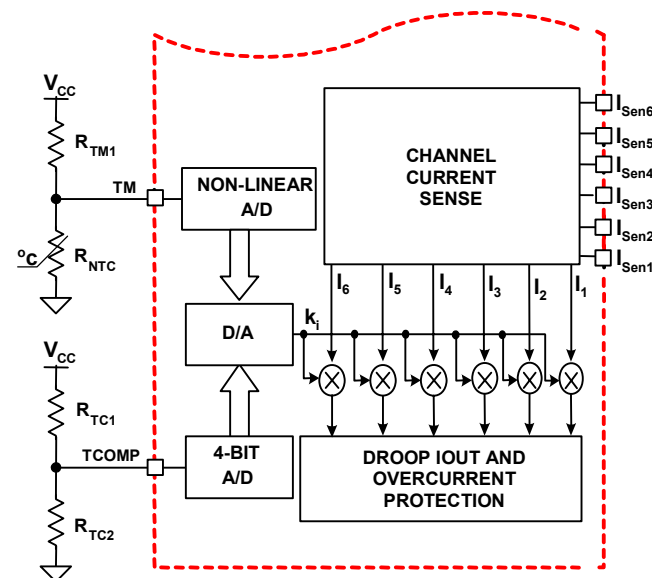 VCC
RTM1
TM
oC
RNTC
NON-LINEAR
A/D
CHANNEL
CURRENT
SENSE
ISen6
ISen5
ISen4
ISen3
ISen2
ISen1
I6
I5
I4
I3
I2
I1
D/A
ki
VCC
RTC1
TCOMP
RTC2
4-BIT
A/D
DROOP IOUT AND
OVERCURRENT
PROTECTION